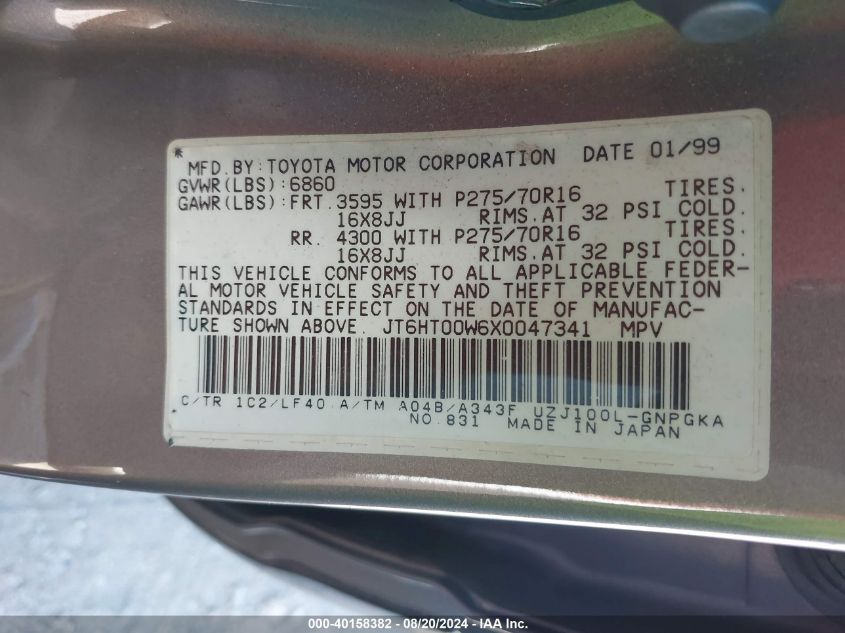 MFD.BY:TOYOTA MOTOR CORPORATION DATE 01/99
GVWR(LBS):6860
GAWR(LBS):FRT.3595 WITH P275/70R16 TIRES.
16X8JJ RIMS.AT 32 PSI COLD.
RR. 4300 WITH P275/70R16 TIRES.
16X8JJ RIMS.AT 32 PSI COLD.
THIS VEHICLE CONFORMS TO ALL APPLICABLE FEDER-
AL MOTOR VEHICLE SAFETY AND THEFT PREVENTION
STANDARDS IN EFFECT ON THE DATE OF MANUFAC-
TURE SHOWN ABOVE. JT6HT00W6X0047341 MPV
C/TR 1C2/LF40 A/TM A04B/A343F UZJ100L-GNPGKA
NO.831 MADE IN JAPAN
000-40158382 - 08/20/2024 - IAA Inc.